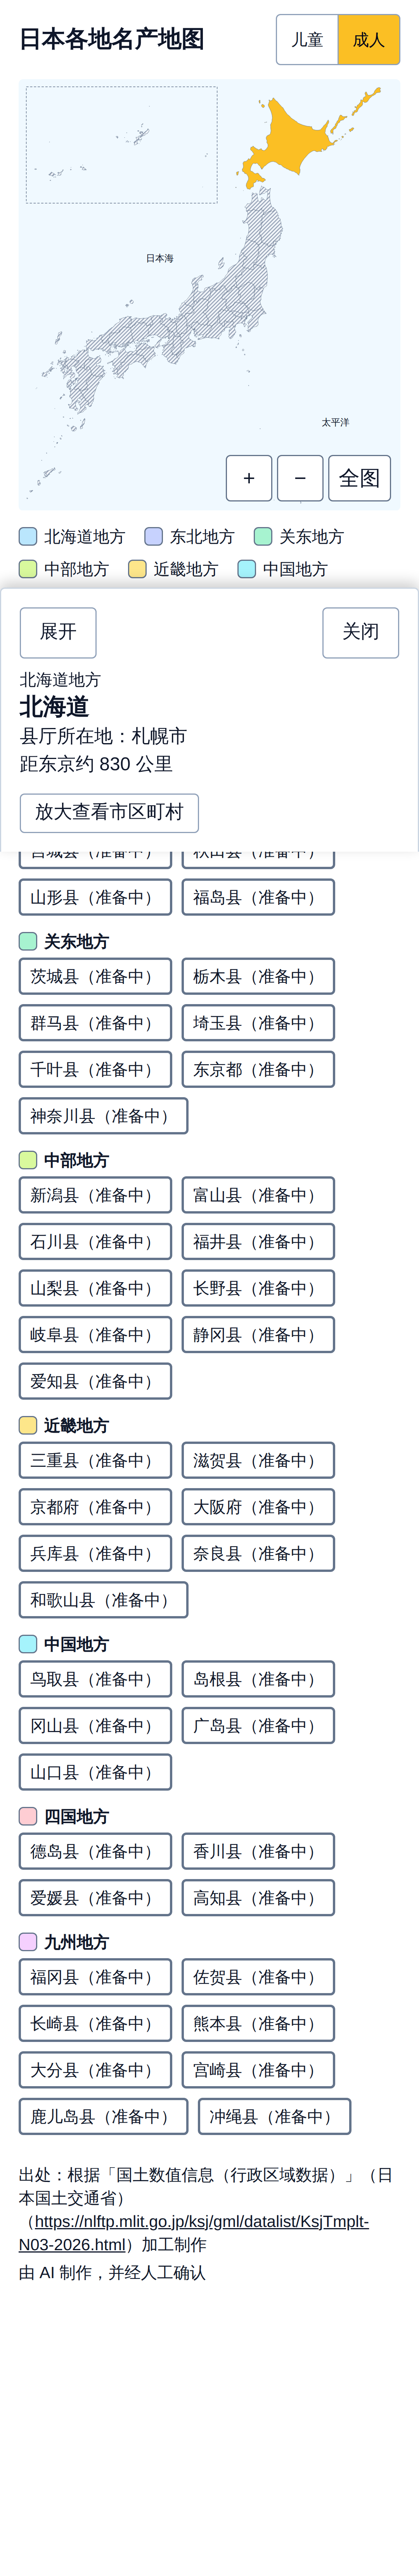 日本各地名产地图
儿童
成人
日本海
太平洋
+
−
全图
北海道地方
东北地方
关东地方
中部地方
近畿地方
中国地方
展开
关闭
北海道地方
北海道
县厅所在地：札幌市
距东京约 830 公里
放大查看市区町村
山形县（准备中）
福岛县（准备中）
关东地方
茨城县（准备中）
栃木县（准备中）
群马县（准备中）
埼玉县（准备中）
千叶县（准备中）
东京都（准备中）
神奈川县（准备中）
中部地方
新潟县（准备中）
富山县（准备中）
石川县（准备中）
福井县（准备中）
山梨县（准备中）
长野县（准备中）
岐阜县（准备中）
静冈县（准备中）
爱知县（准备中）
近畿地方
三重县（准备中）
滋贺县（准备中）
京都府（准备中）
大阪府（准备中）
兵库县（准备中）
奈良县（准备中）
和歌山县（准备中）
中国地方
鸟取县（准备中）
岛根县（准备中）
冈山县（准备中）
广岛县（准备中）
山口县（准备中）
四国地方
德岛县（准备中）
香川县（准备中）
爱媛县（准备中）
高知县（准备中）
九州地方
福冈县（准备中）
佐贺县（准备中）
长崎县（准备中）
熊本县（准备中）
大分县（准备中）
宫崎县（准备中）
鹿儿岛县（准备中）
冲绳县（准备中）
出处：根据「国土数值信息（行政区域数据）」（日
本国土交通省）
（https://nlftp.mlit.go.jp/ksj/gml/datalist/KsjTmplt-
N03-2026.html）加工制作
由 AI 制作，并经人工确认